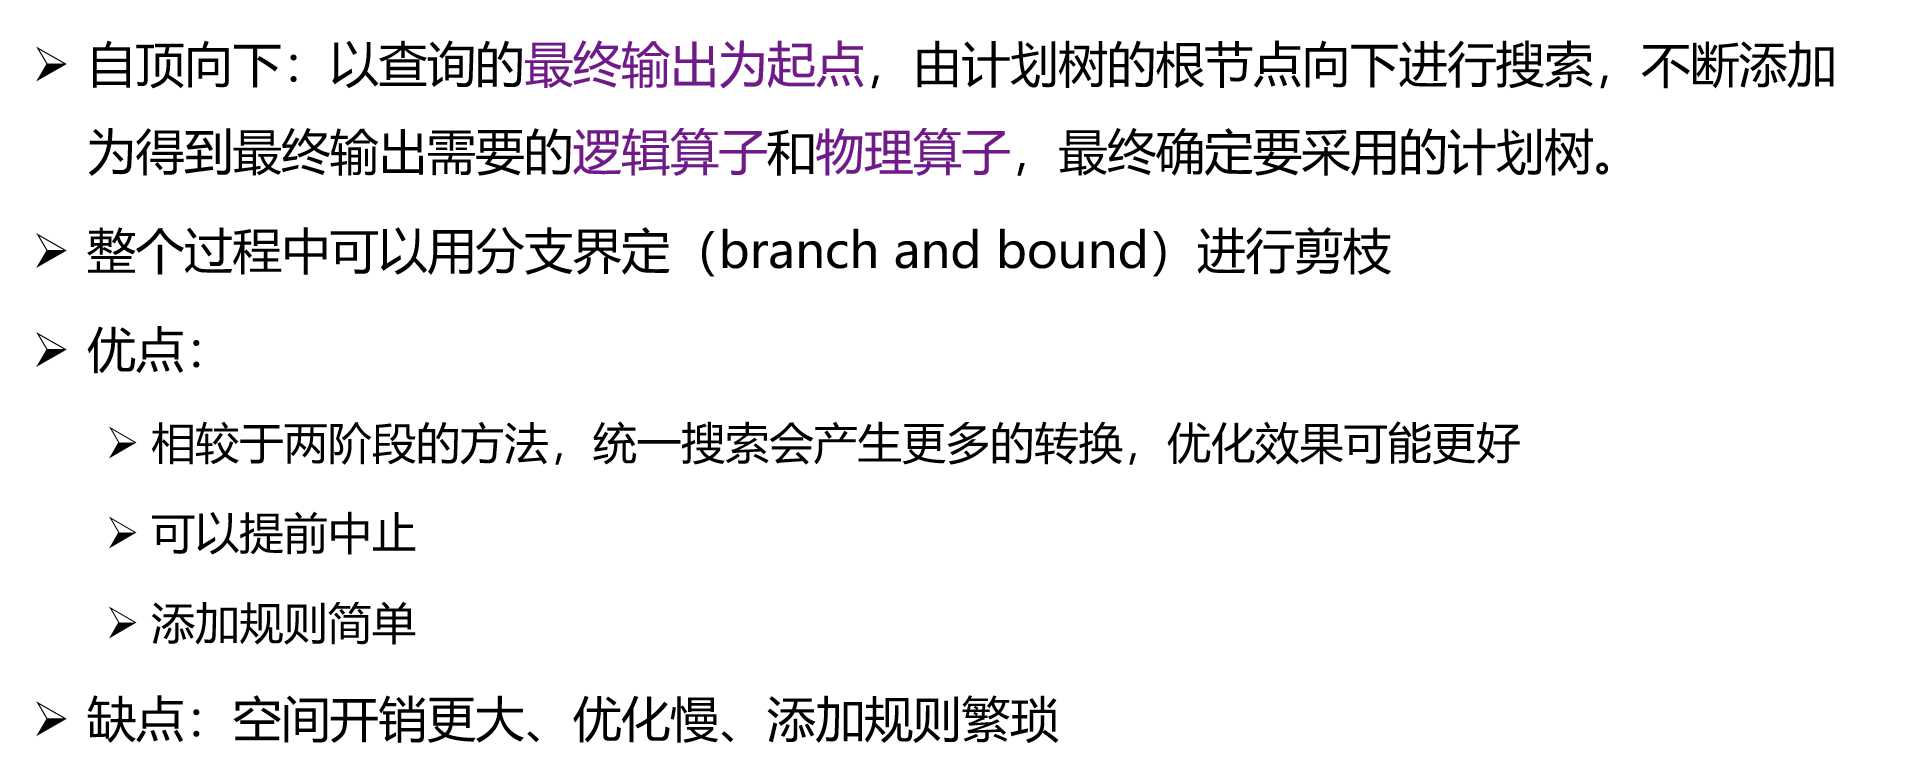 ➢ 自顶向下：以查询的最终输出为起点，由计划树的根节点向下进行搜索，不断添加
为得到最终输出需要的逻辑算子和物理算子，最终确定要采用的计划树。
➢ 整个过程中可以用分支界定（branch and bound）进行剪枝
➢ 优点：
➢ 相较于两阶段的方法，统一搜索会产生更多的转换，优化效果可能更好
➢ 可以提前中止
➢ 添加规则简单
➢ 缺点：空间开销更大、优化慢、添加规则繁琐